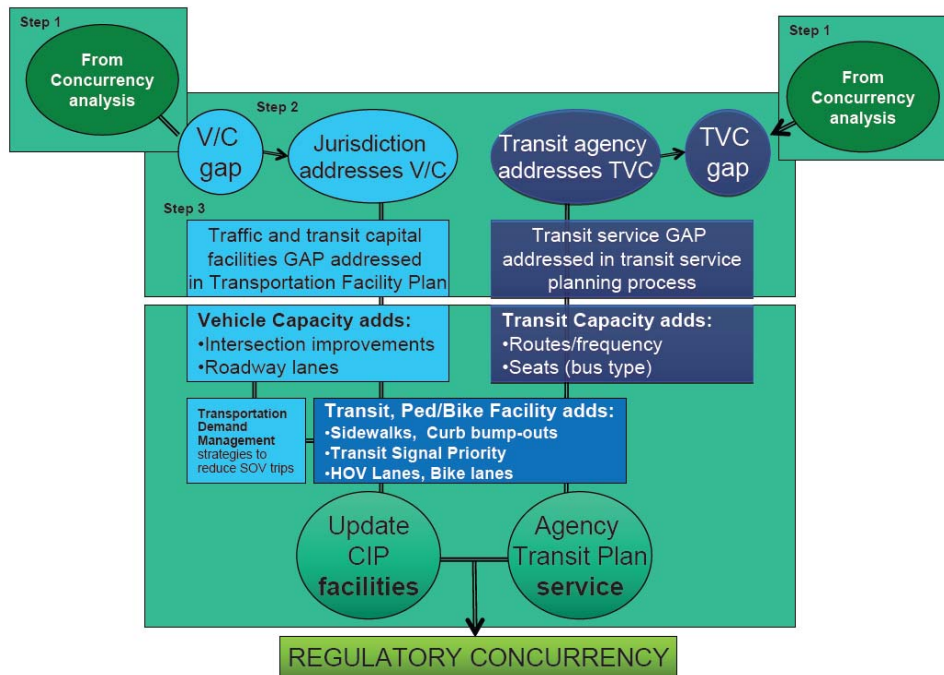 Step 1
From
Concurrency
analysis
Step 1
From
Concurrency
analysis
Step 2
V/C
gap
Jurisdiction
addresses V/C
Transit agency
addresses TVC
TVC
gap
Step 3
Traffic and transit capital
facilities GAP addressed
in Transportation Facility Plan
Transit service GAP
addressed in transit service
planning process
Vehicle Capacity adds:
•Intersection improvements
•Roadway lanes
Transit Capacity adds:
•Routes/frequency
•Seats (bus type)
Transportation
Demand
Management
strategies to
reduce SOV trips
Transit, Ped/Bike Facility adds:
•Sidewalks, Curb bump-outs
•Transit Signal Priority
•HOV Lanes, Bike lanes
Update
CIP
facilities
Agency
Transit Plan
service
REGULATORY CONCURRENCY